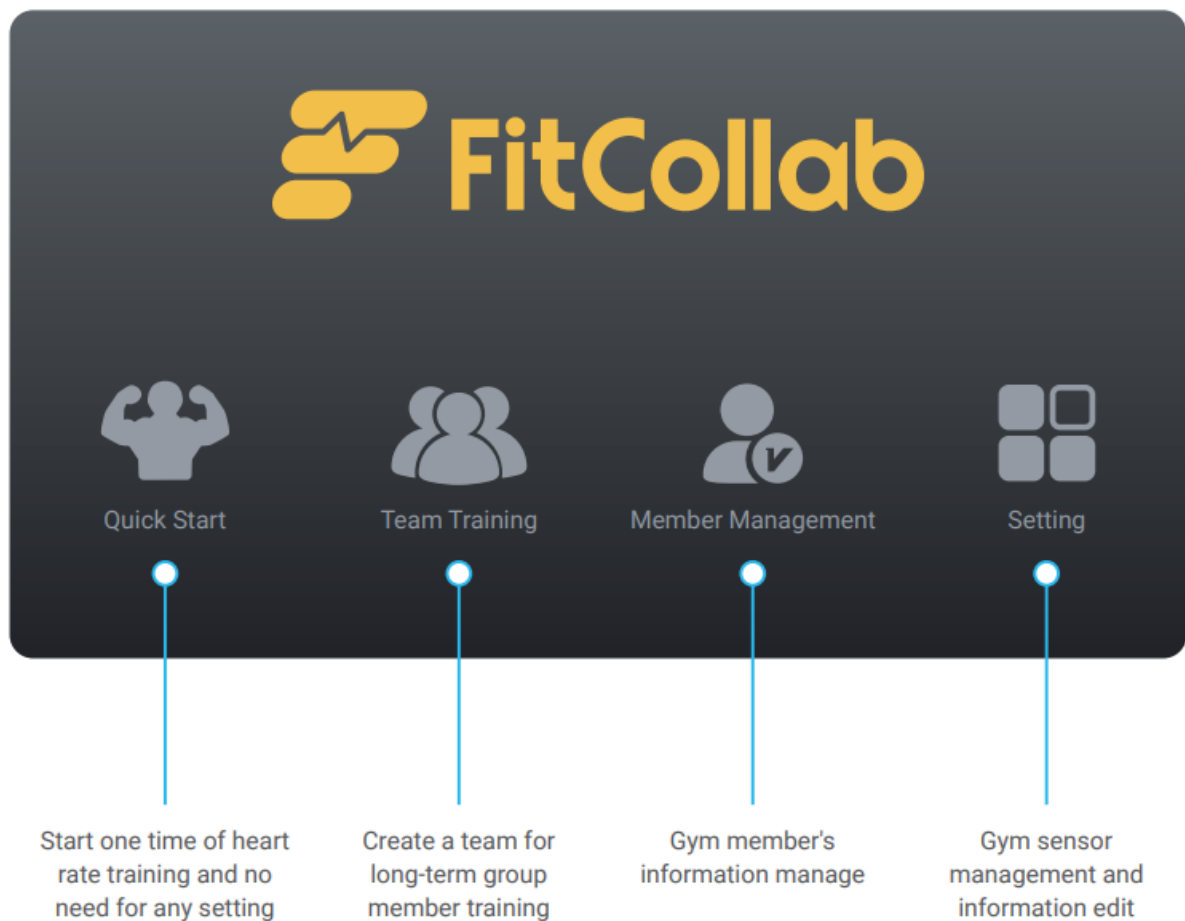 FitCollab
Quick Start
Team Training
Member Management
Setting
Start one time of heart
rate training and no
need for any setting
Create a team for
long-term group
member training
Gym member's
information manage
Gym sensor
management and
information edit